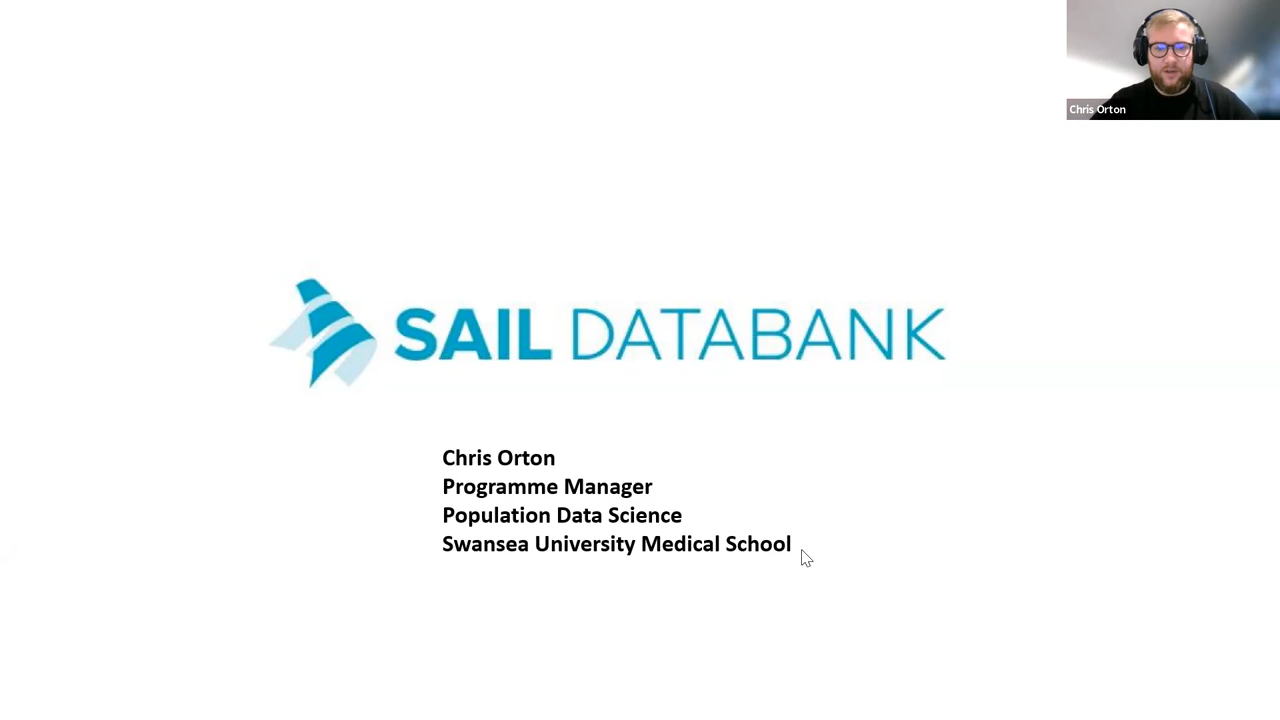 Chris Orton
SAIL DATABANK
Chris Orton
Programme Manager
Population Data Science
Swansea University Medical School